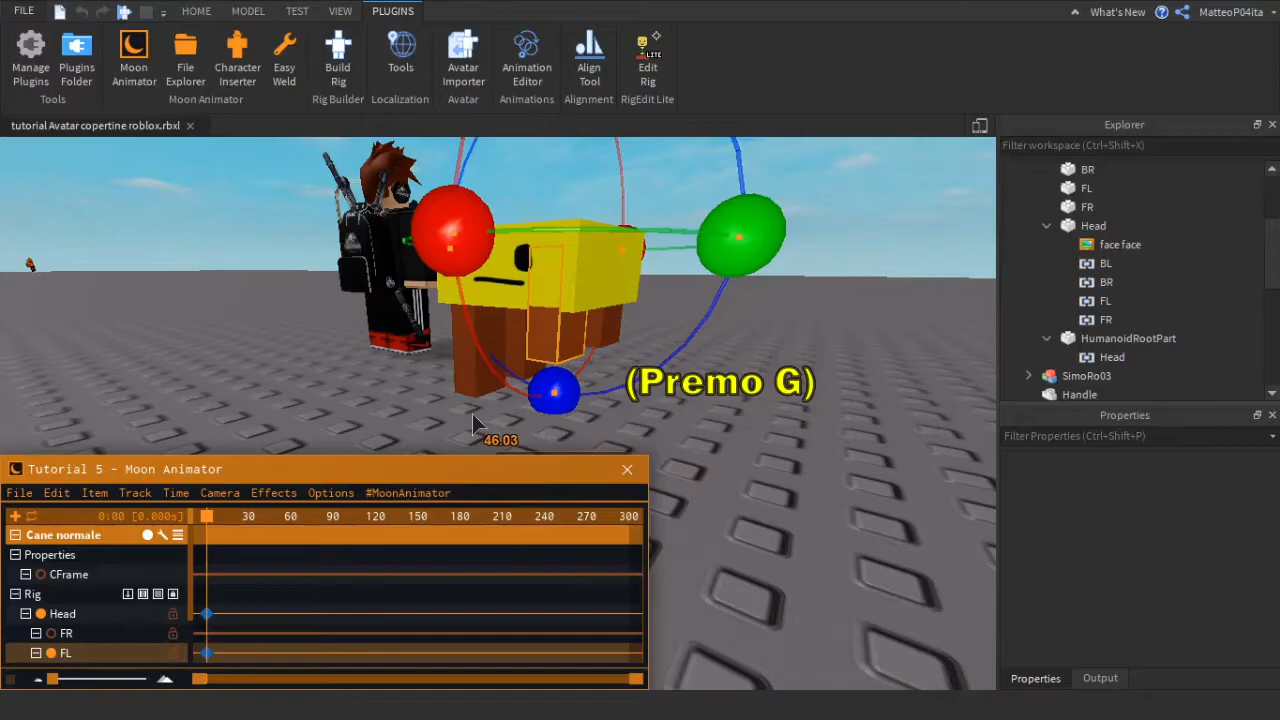 FILE HOME MODEL TEST VIEW PLUGINS What's New MatteoP04ita
Manage Plugins Moon File Character Easy Build Tools Avatar Animation Align Edit
Plugins Folder Animator Explorer Inserter Weld Rig Importer Editor Tool Rig
LITE
Tools Moon Animator Rig Builder Localization Avatar Animations Alignment RigEdit Lite
tutorial Avatar copertine roblox.rbxl
Explorer
Filter workspace (Ctrl+Shift+X)
BR
FL
FR
Head
face face
BL
BR
FL
FR
HumanoidRootPart
Head
SimoRo03
Handle
Properties
Filter Properties (Ctrl+Shift+P)
Properties Output
(Premo G)
46.03
Tutorial 5 - Moon Animator
File Edit Item Track Time Camera Effects Options #MoonAnimator
0:00 [0.000s] 30 60 90 120 150 180 210 240 270 300
Cane normale
Properties
CFrame
Rig
Head
FR
FL